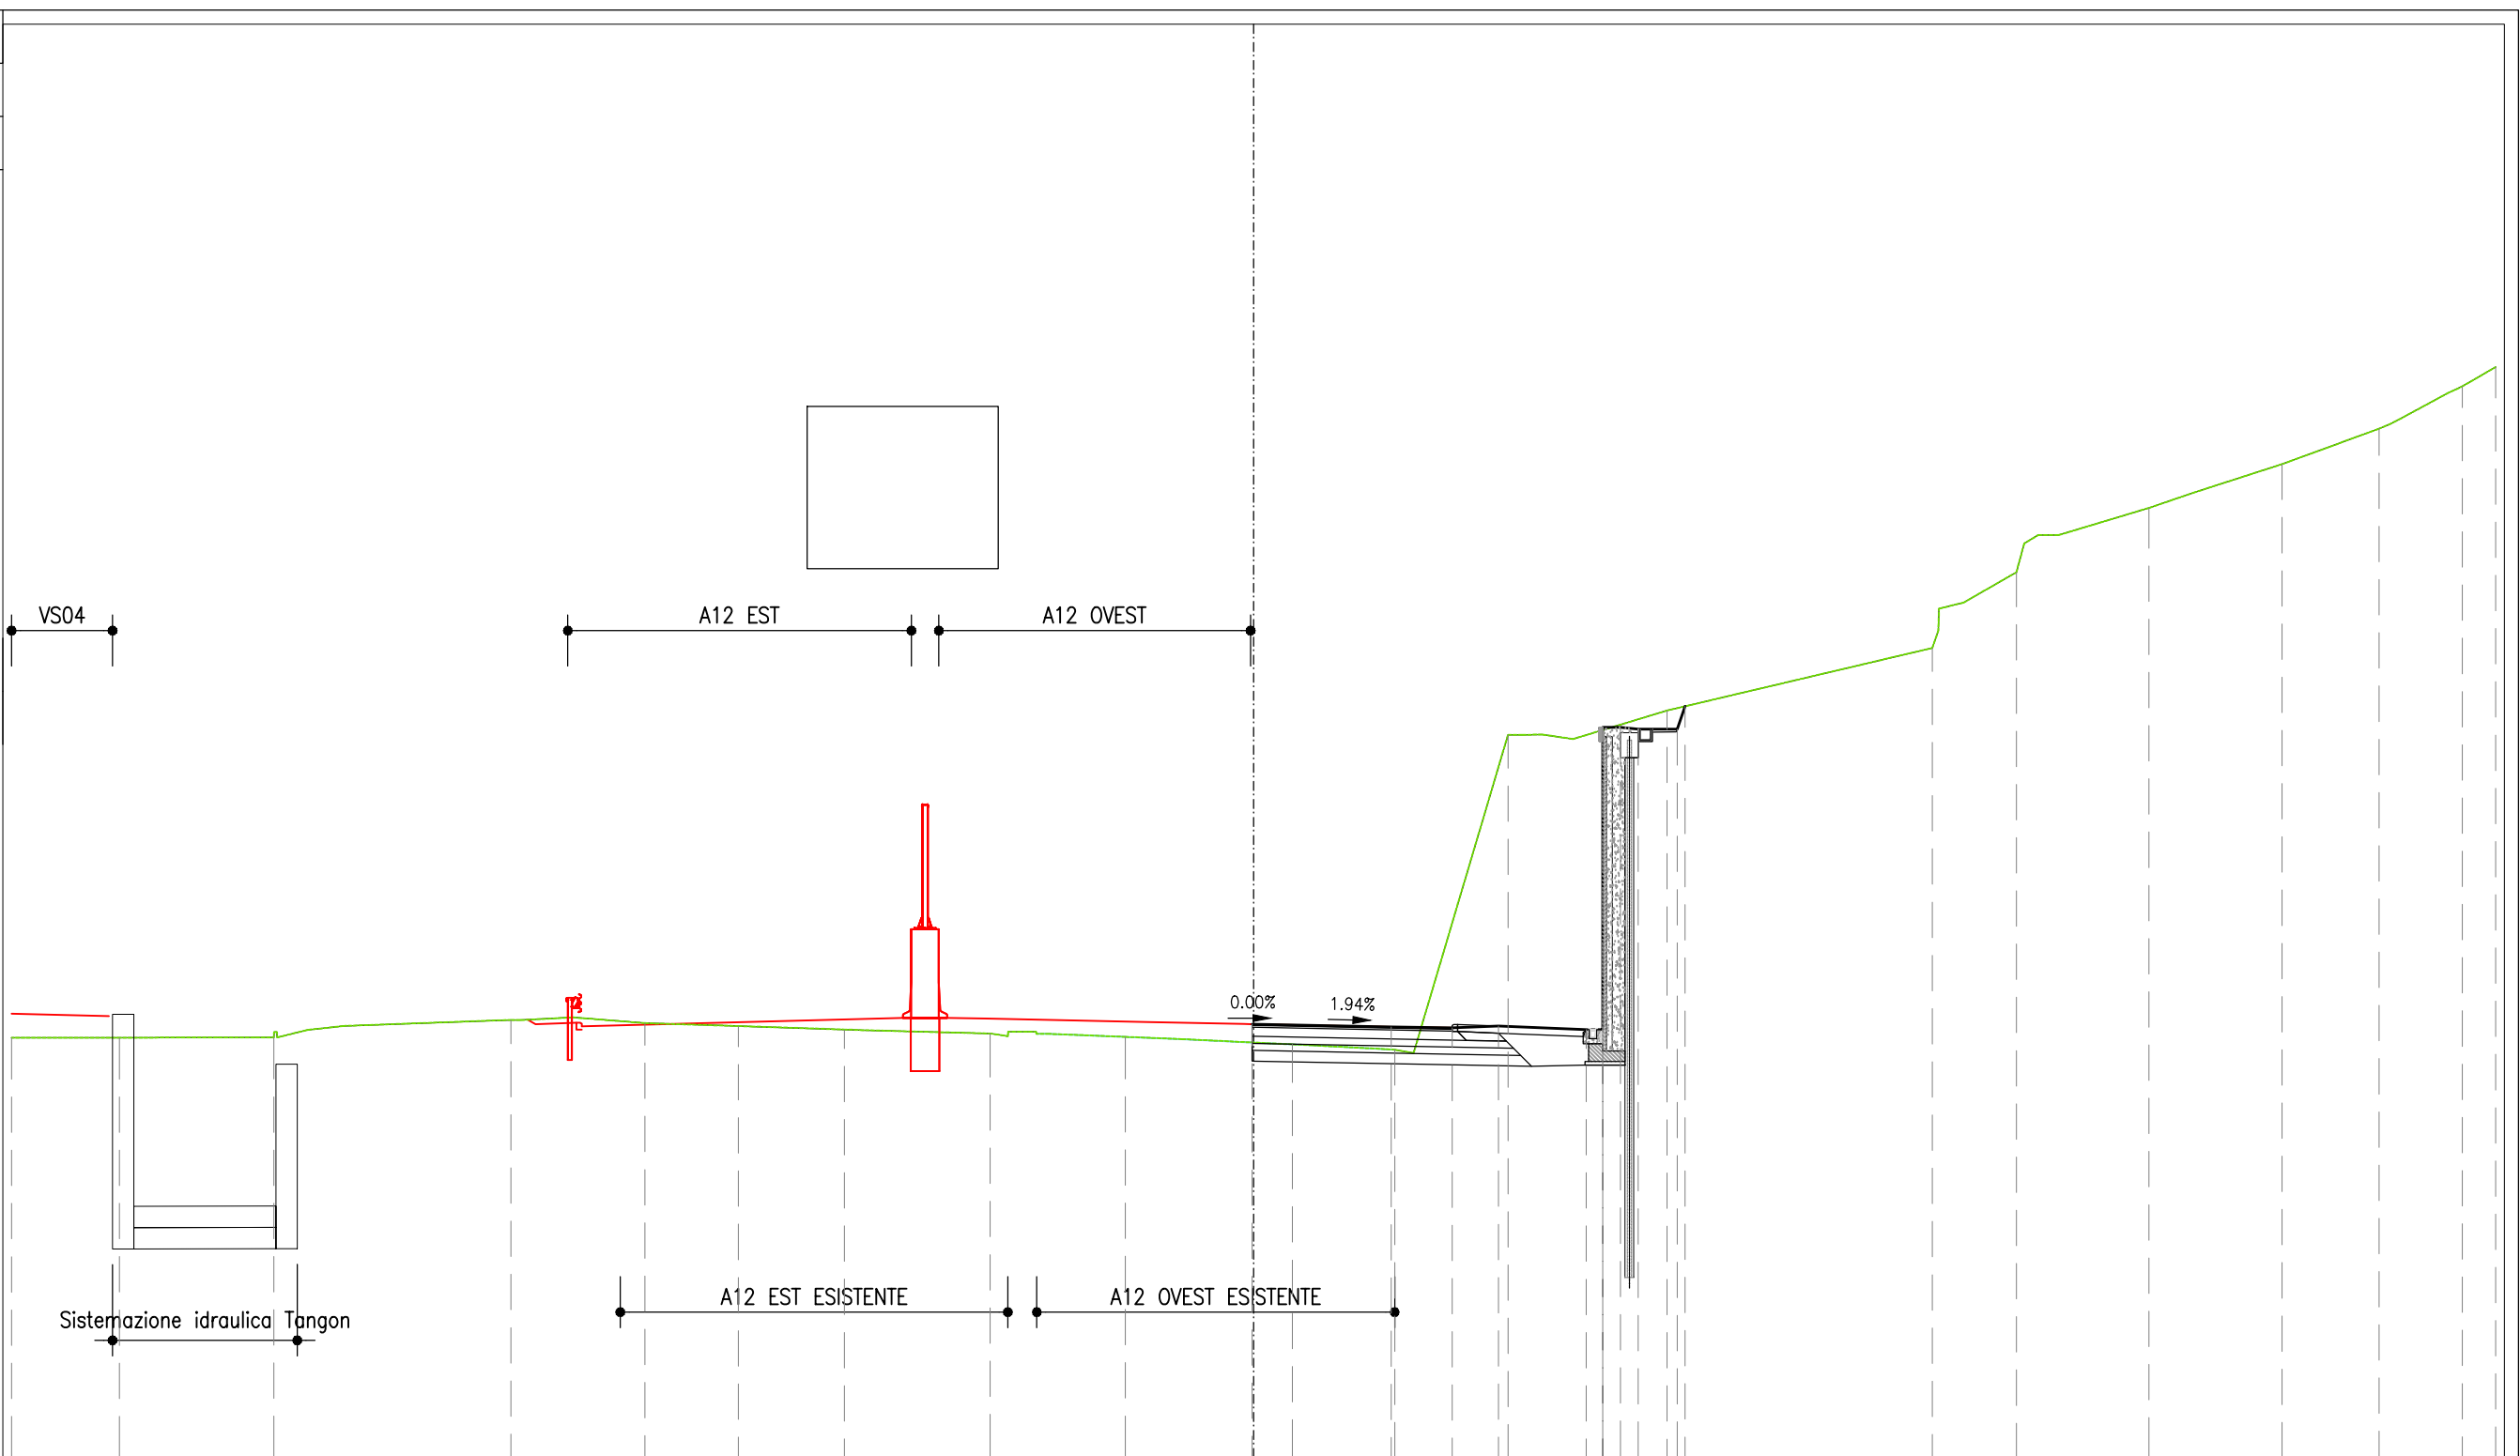 VS04
A12 EST
A12 OVEST
0.00%
1.94%
A12 EST ESISTENTE
A12 OVEST ESISTENTE
Sistemazione idraulica Tangon